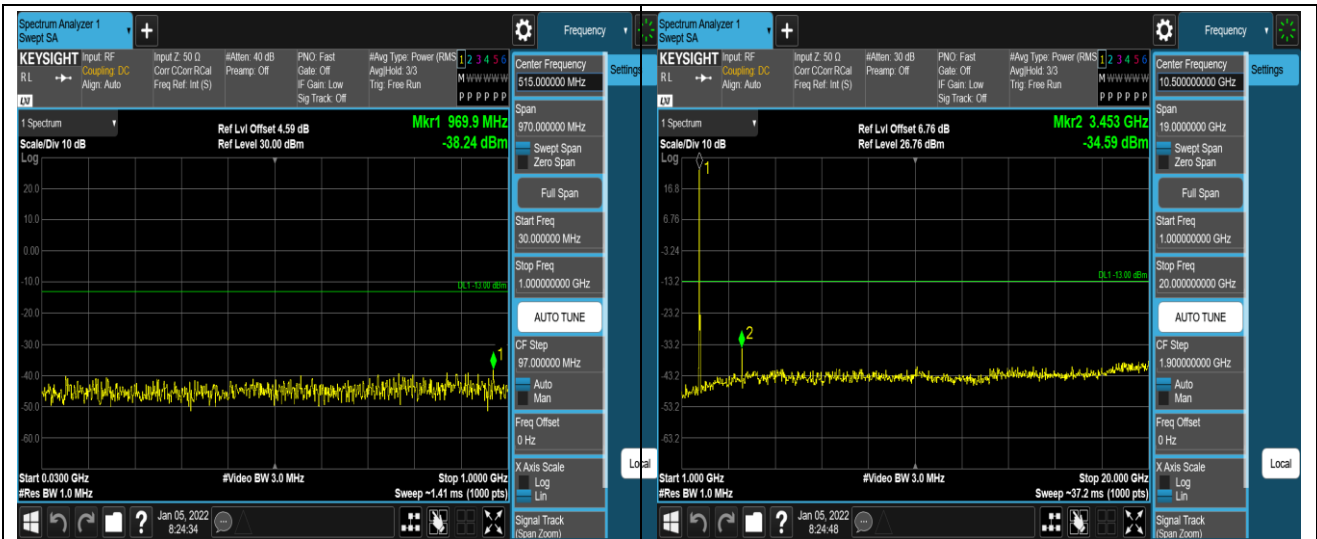 Spectrum Analyzer 1
Swept SA
+
Frequency
KEYSIGHT
Input: RF
Coupling: DC
Align: Auto
Input Z: 50 Ω
Corr CCorr RCal
Freq Ref: Int (S)
#Atten: 40 dB
Preamp: Off
PNO: Fast
Gate: Off
IF Gain: Low
Sig Track: Off
#Avg Type: Power (RMS
Avg|Hold: 3/3
Trig: Free Run
1 2 3 4 5 6
M W W W W W
P P P P P P
R L
LXI
Center Frequency
515.000000 MHz
Settings
Span
970.000000 MHz
Swept Span
Zero Span
Full Span
Start Freq
30.000000 MHz
Stop Freq
1.000000000 GHz
AUTO TUNE
CF Step
97.000000 MHz
Auto
Man
Freq Offset
0 Hz
X Axis Scale
Log
Lin
Signal Track
(Span Zoom)
Local
1 Spectrum
Scale/Div 10 dB
Log
Ref Lvl Offset 4.59 dB
Ref Level 30.00 dBm
Mkr1 969.9 MHz
-38.24 dBm
20.0
10.0
0.00
-10.0
DL1 -13.00 dBm
-20.0
-30.0
1
-40.0
-50.0
-60.0
Start 0.0300 GHz
#Res BW 1.0 MHz
#Video BW 3.0 MHz
Stop 1.0000 GHz
Sweep ~1.41 ms (1000 pts)
?
Jan 05, 2022
8:24:34
Spectrum Analyzer 1
Swept SA
+
Frequency
KEYSIGHT
Input: RF
Coupling: DC
Align: Auto
Input Z: 50 Ω
Corr CCorr RCal
Freq Ref: Int (S)
#Atten: 30 dB
Preamp: Off
PNO: Fast
Gate: Off
IF Gain: Low
Sig Track: Off
#Avg Type: Power (RMS
Avg|Hold: 3/3
Trig: Free Run
1 2 3 4 5 6
M W W W W W
P P P P P P
R L
LXI
Center Frequency
10.500000000 GHz
Settings
Span
19.0000000 GHz
Swept Span
Zero Span
Full Span
Start Freq
1.000000000 GHz
Stop Freq
20.000000000 GHz
AUTO TUNE
CF Step
1.900000000 GHz
Auto
Man
Freq Offset
0 Hz
X Axis Scale
Log
Lin
Signal Track
(Span Zoom)
Local
1 Spectrum
Scale/Div 10 dB
Log
Ref Lvl Offset 6.76 dB
Ref Level 26.76 dBm
Mkr2 3.453 GHz
-34.59 dBm
1
16.8
6.76
-3.24
-13.2
DL1 -13.00 dBm
-23.2
2
-33.2
-43.2
-53.2
-63.2
Start 1.000 GHz
#Res BW 1.0 MHz
#Video BW 3.0 MHz
Stop 20.000 GHz
Sweep ~37.2 ms (1000 pts)
?
Jan 05, 2022
8:24:48